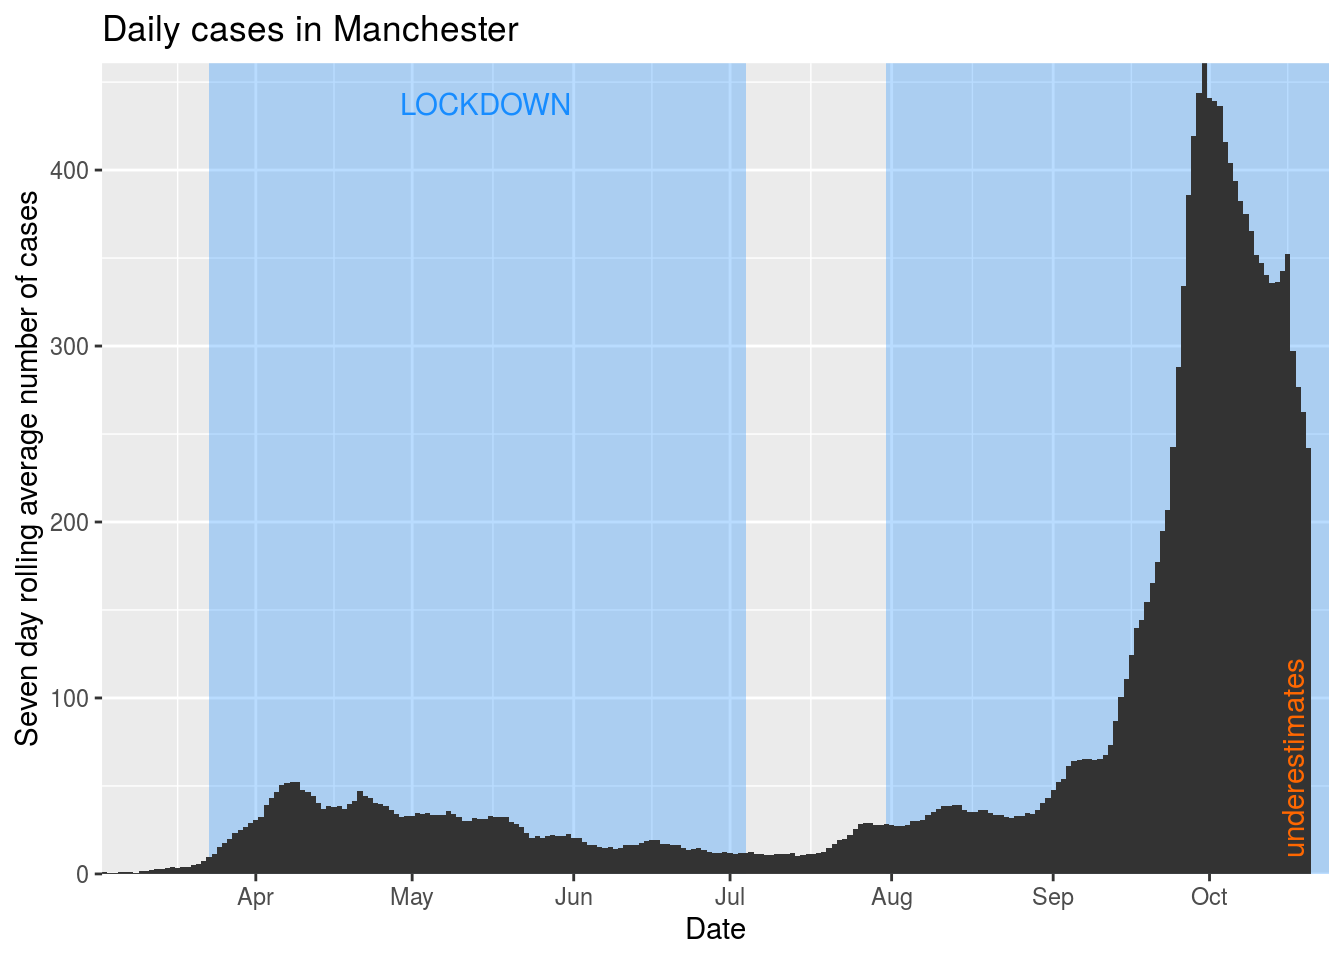 Daily cases in Manchester
LOCKDOWN
Seven day rolling average number of cases
400
300
200
100
0
underestimates
Apr May Jun Jul Aug Sep Oct
Date